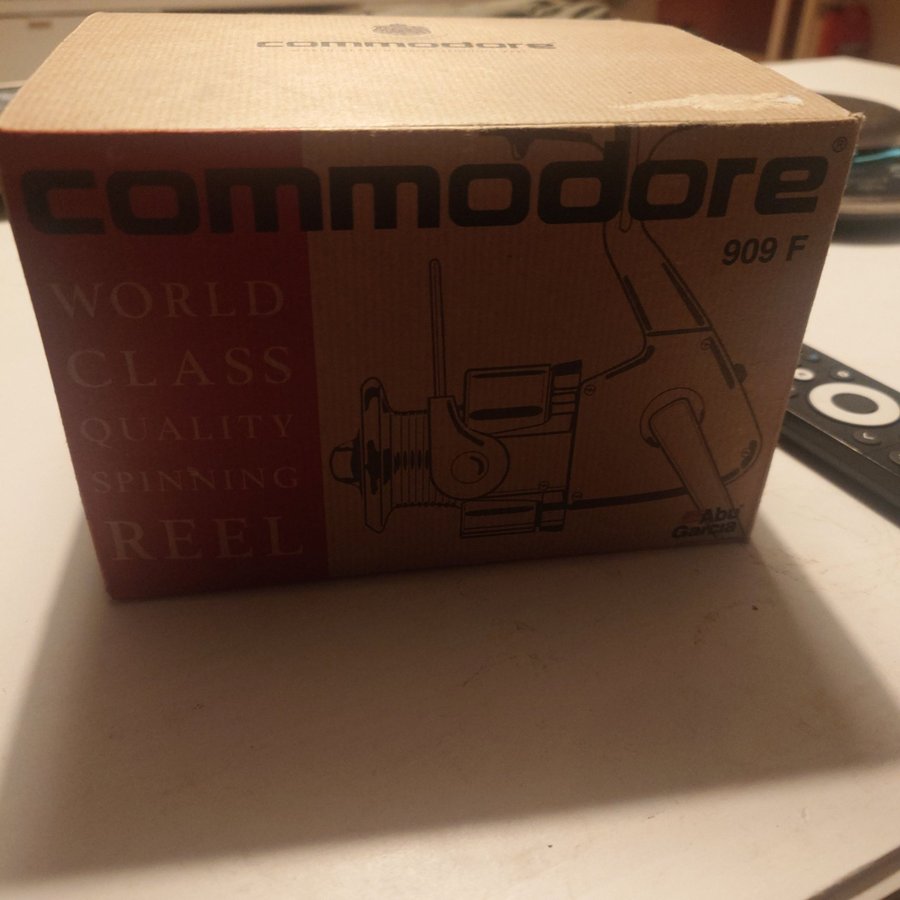 commodore
commodore®
909 F
WORLD
CLASS
QUALITY
SPINNING
REEL
Abu
Garcia